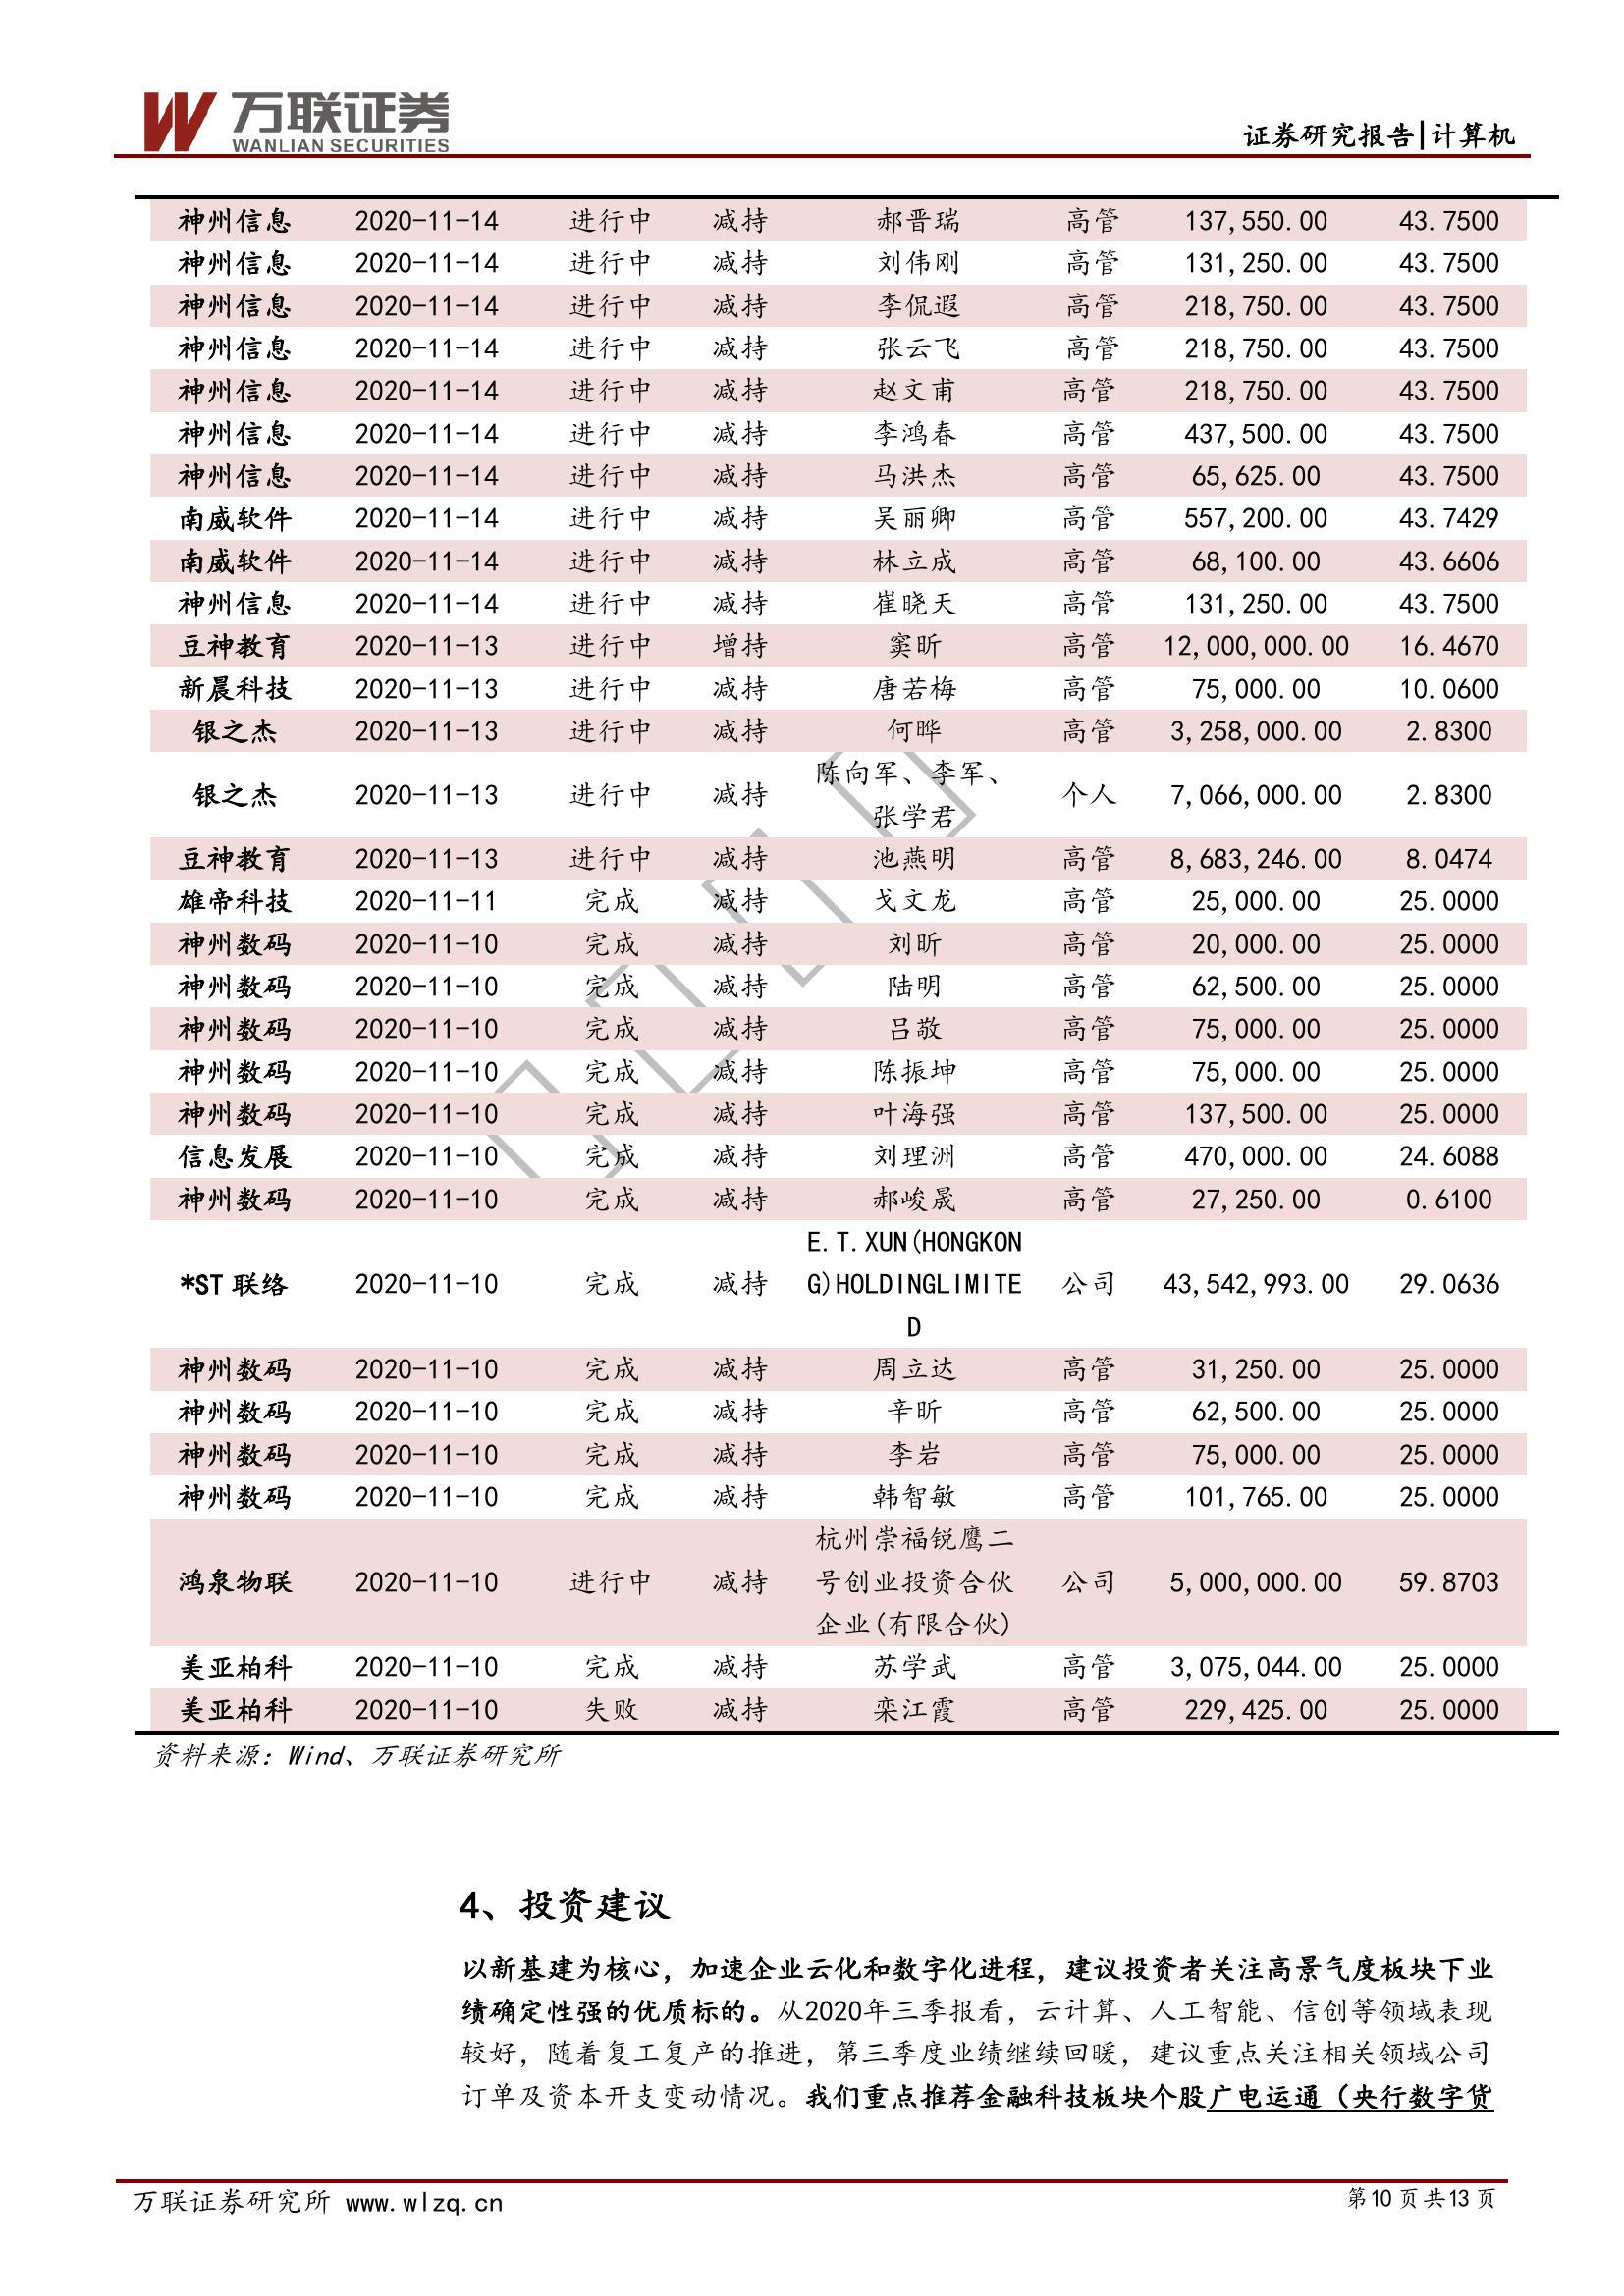 万联证券
WANLIAN SECURITIES
证券研究报告|计算机
神州信息 2020-11-14 进行中 减持 郝晋瑞 高管 137,550.00 43.7500
神州信息 2020-11-14 进行中 减持 刘伟刚 高管 131,250.00 43.7500
神州信息 2020-11-14 进行中 减持 李侃遐 高管 218,750.00 43.7500
神州信息 2020-11-14 进行中 减持 张云飞 高管 218,750.00 43.7500
神州信息 2020-11-14 进行中 减持 赵文甫 高管 218,750.00 43.7500
神州信息 2020-11-14 进行中 减持 李鸿春 高管 437,500.00 43.7500
神州信息 2020-11-14 进行中 减持 马洪杰 高管 65,625.00 43.7500
南威软件 2020-11-14 进行中 减持 吴丽卿 高管 557,200.00 43.7429
南威软件 2020-11-14 进行中 减持 林立成 高管 68,100.00 43.6606
神州信息 2020-11-14 进行中 减持 崔晓天 高管 131,250.00 43.7500
豆神教育 2020-11-13 进行中 增持 窦昕 高管 12,000,000.00 16.4670
新晨科技 2020-11-13 进行中 减持 唐若梅 高管 75,000.00 10.0600
银之杰 2020-11-13 进行中 减持 何晔 高管 3,258,000.00 2.8300
陈向军、李军、
银之杰 2020-11-13 进行中 减持 个人 7,066,000.00 2.8300
张学君
豆神教育 2020-11-13 进行中 减持 池燕明 高管 8,683,246.00 8.0474
雄帝科技 2020-11-11 完成 减持 戈文龙 高管 25,000.00 25.0000
神州数码 2020-11-10 完成 减持 刘昕 高管 20,000.00 25.0000
神州数码 2020-11-10 完成 减持 陆明 高管 62,500.00 25.0000
神州数码 2020-11-10 完成 减持 吕敬 高管 75,000.00 25.0000
神州数码 2020-11-10 完成 减持 陈振坤 高管 75,000.00 25.0000
神州数码 2020-11-10 完成 减持 叶海强 高管 137,500.00 25.0000
信息发展 2020-11-10 完成 减持 刘理洲 高管 470,000.00 24.6088
神州数码 2020-11-10 完成 减持 郝峻晟 高管 27,250.00 0.6100
E.T.XUN(HONGKON
*ST联络 2020-11-10 完成 减持 G)HOLDINGLIMITE 公司 43,542,993.00 29.0636
D
神州数码 2020-11-10 完成 减持 周立达 高管 31,250.00 25.0000
神州数码 2020-11-10 完成 减持 辛昕 高管 62,500.00 25.0000
神州数码 2020-11-10 完成 减持 李岩 高管 75,000.00 25.0000
神州数码 2020-11-10 完成 减持 韩智敏 高管 101,765.00 25.0000
杭州崇福锐鹰二
鸿泉物联 2020-11-10 进行中 减持 号创业投资合伙 公司 5,000,000.00 59.8703
企业(有限合伙)
美亚柏科 2020-11-10 完成 减持 苏学武 高管 3,075,044.00 25.0000
美亚柏科 2020-11-10 失败 减持 栾江霞 高管 229,425.00 25.0000
资料来源：Wind、万联证券研究所
4、投资建议
以新基建为核心，加速企业云化和数字化进程，建议投资者关注高景气度板块下业
绩确定性强的优质标的。从2020年三季报看，云计算、人工智能、信创等领域表现
较好，随着复工复产的推进，第三季度业绩继续回暖，建议重点关注相关领域公司
订单及资本开支变动情况。我们重点推荐金融科技板块个股广电运通（央行数字货
万联证券研究所 www.wlzq.cn
第10页共13页